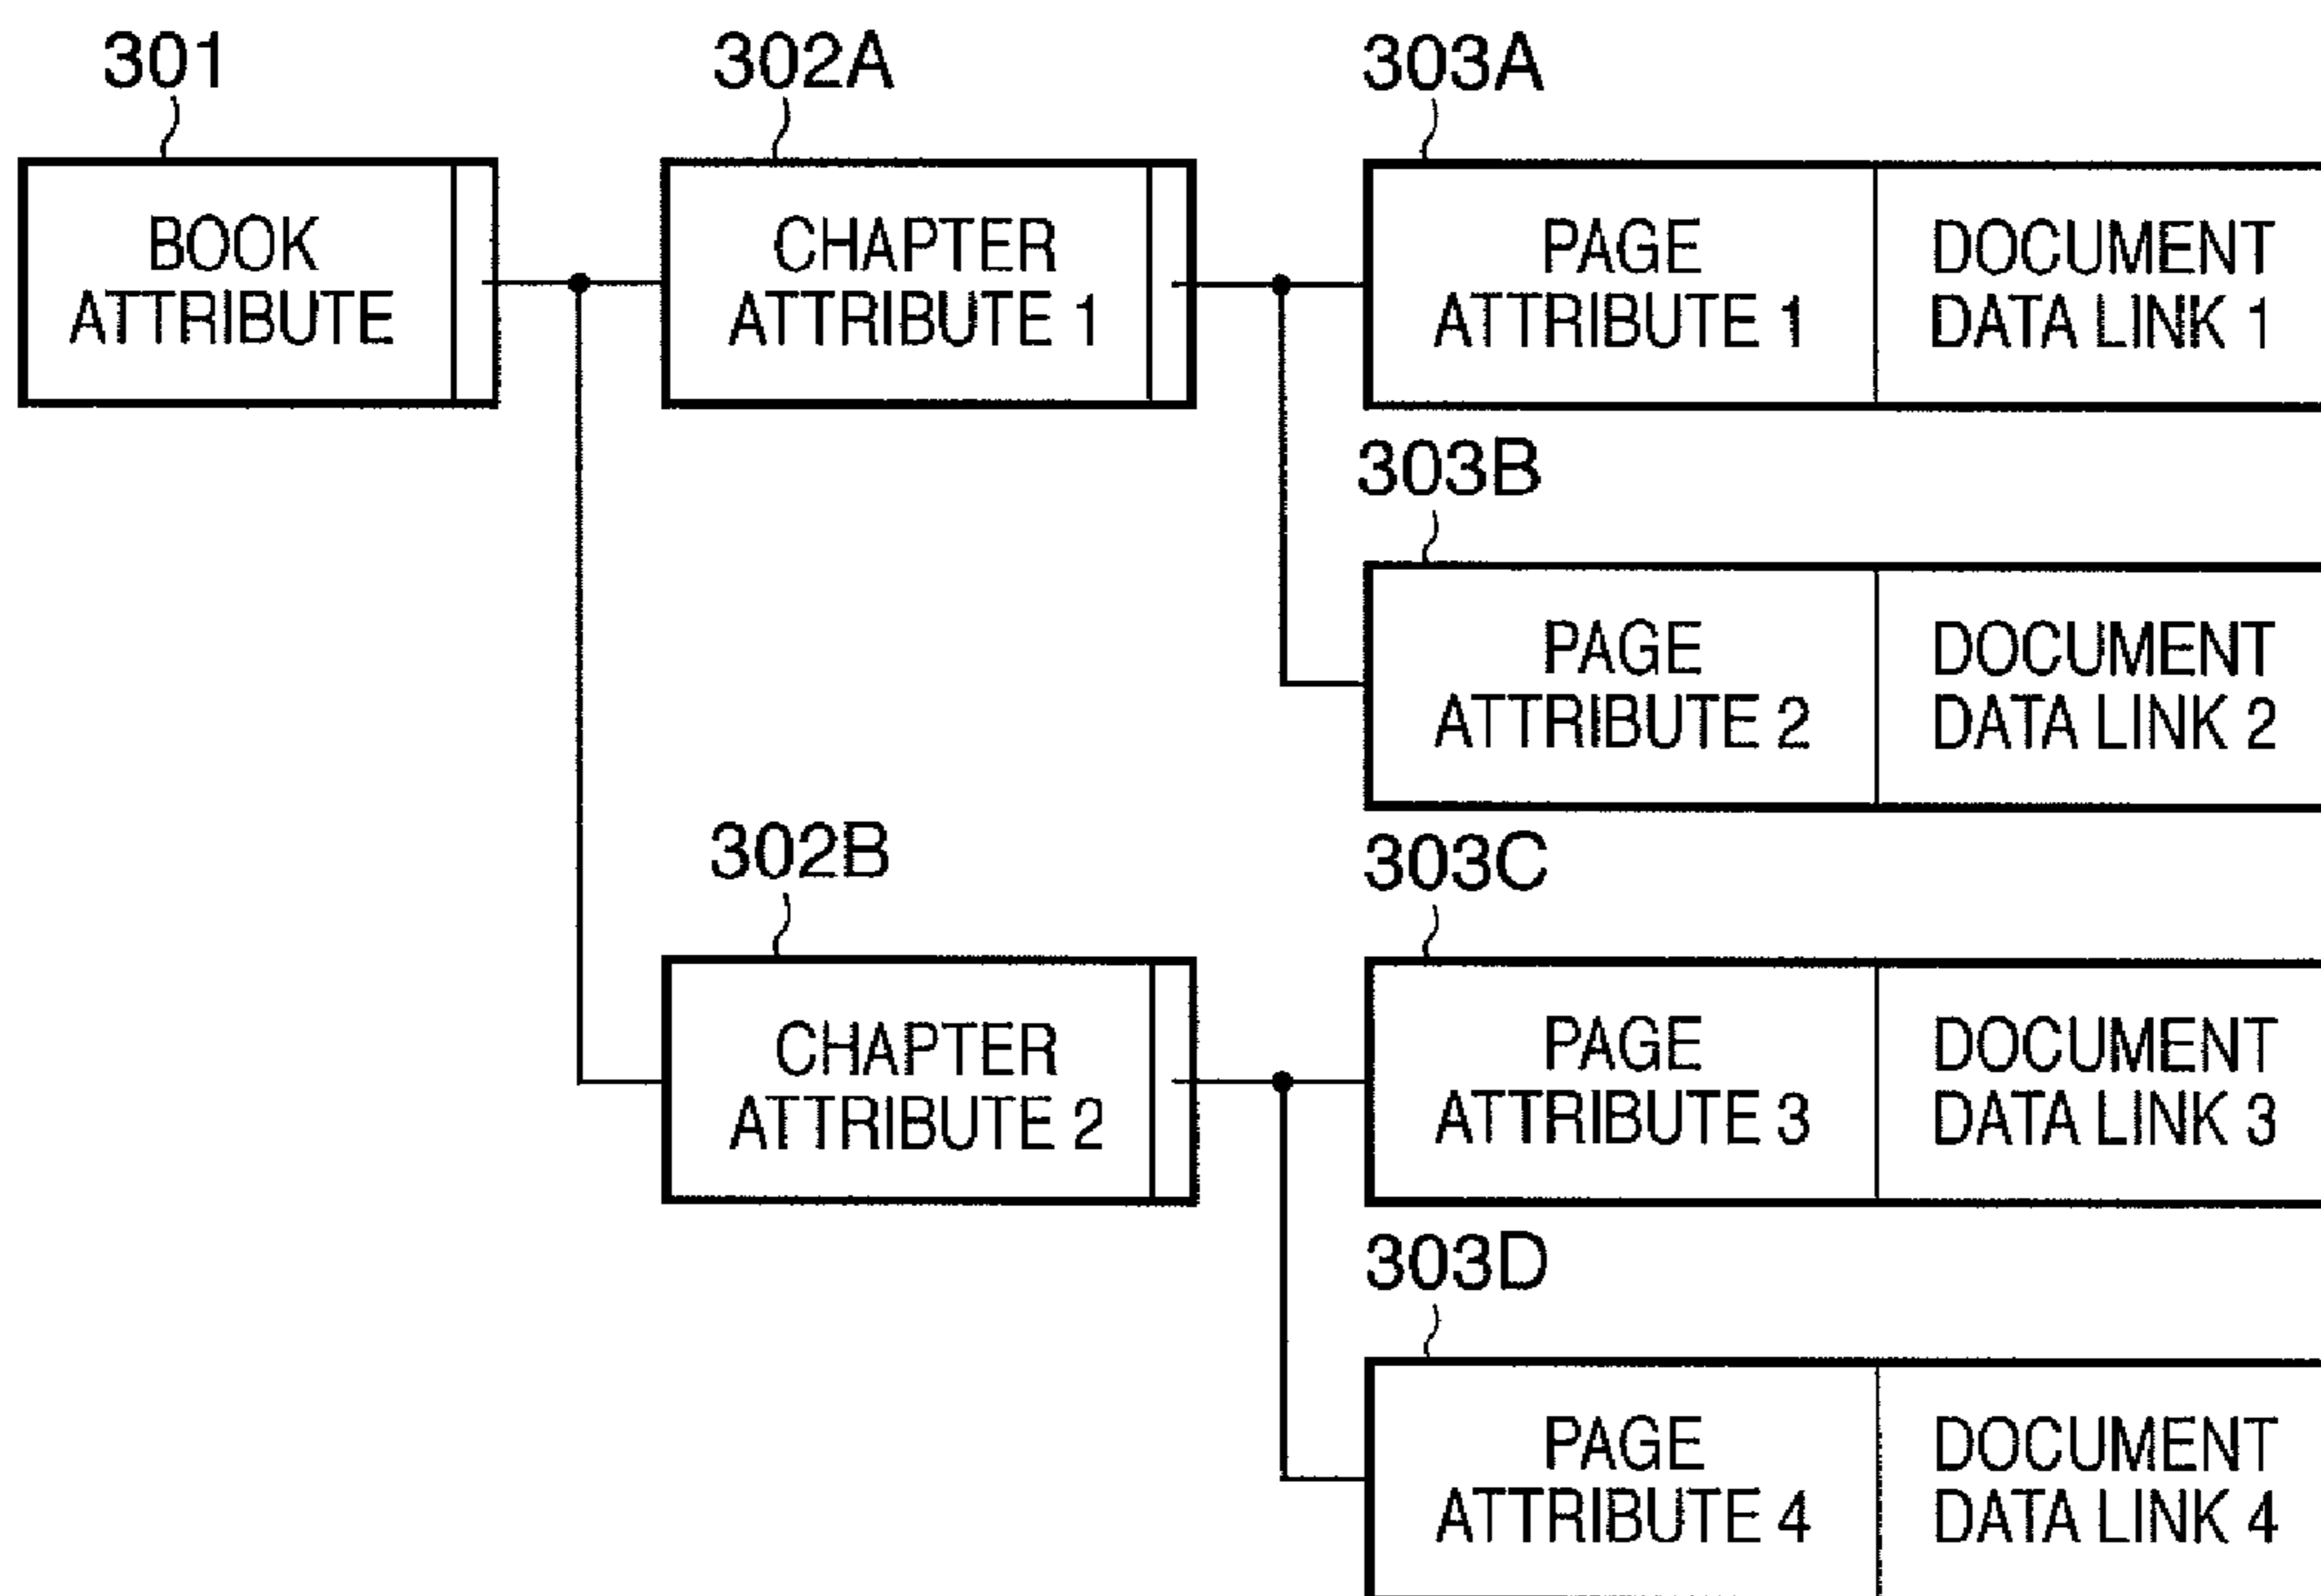 301
302A
303A
BOOK
ATTRIBUTE
CHAPTER
ATTRIBUTE 1
PAGE
ATTRIBUTE 1
DOCUMENT
DATA LINK 1
303B
PAGE
ATTRIBUTE 2
DOCUMENT
DATA LINK 2
302B
303C
CHAPTER
ATTRIBUTE 2
PAGE
ATTRIBUTE 3
DOCUMENT
DATA LINK 3
303D
PAGE
ATTRIBUTE 4
DOCUMENT
DATA LINK 4